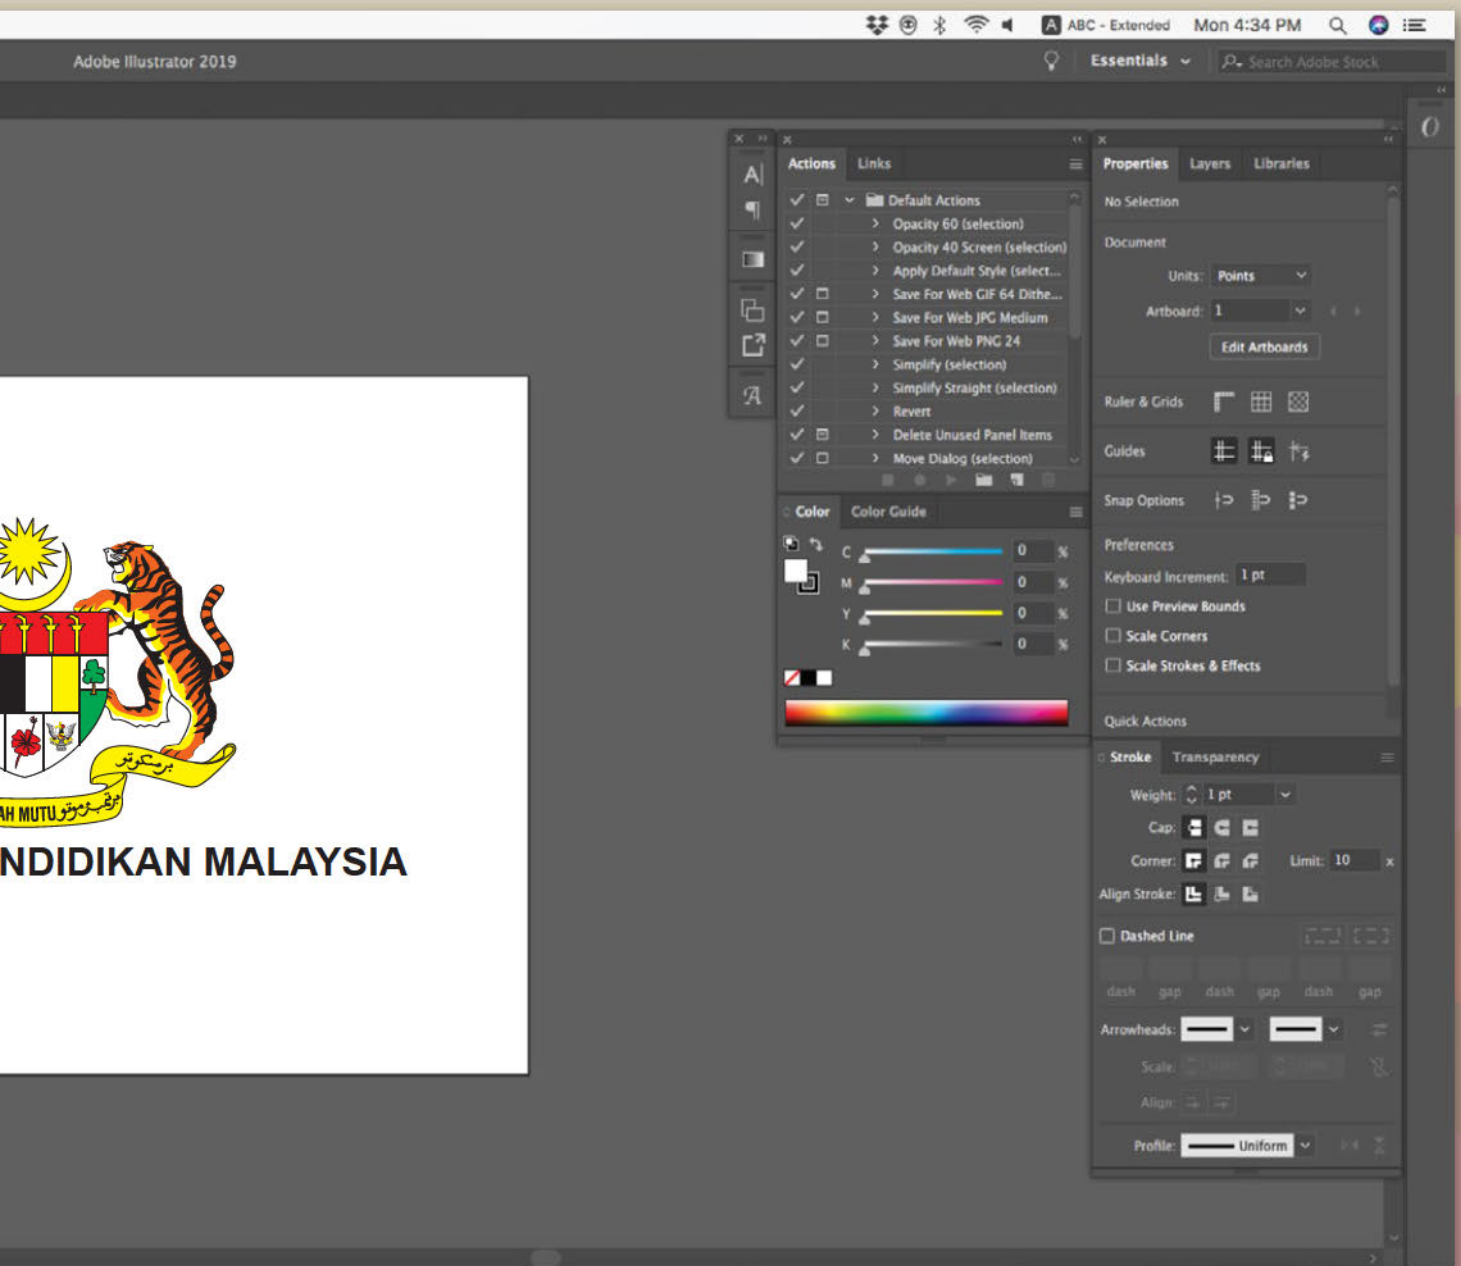 ABC - Extended Mon 4:34 PM
Adobe Illustrator 2019
Essentials
Search Adobe Stock
Actions Links
Default Actions
Opacity 60 (selection)
Opacity 40 Screen (selection)
Apply Default Style (select...
Save For Web GIF 64 Dithe...
Save For Web JPG Medium
Save For Web PNG 24
Simplify (selection)
Simplify Straight (selection)
Revert
Delete Unused Panel Items
Move Dialog (selection)
Color Color Guide
C 0 %
M 0 %
Y 0 %
K 0 %
Properties Layers Libraries
No Selection
Document
Units: Points
Artboard: 1
Edit Artboards
Ruler & Grids
Guides
Snap Options
Preferences
Keyboard Increment: 1 pt
Use Preview Bounds
Scale Corners
Scale Strokes & Effects
Quick Actions
Stroke Transparency
Weight: 1 pt
Cap:
Corner: Limit: 10 x
Align Stroke:
Dashed Line
dash gap dash gap dash gap
Arrowheads:
Scale:
Align:
Profile: Uniform
AH MUTU
NDIDIKAN MALAYSIA